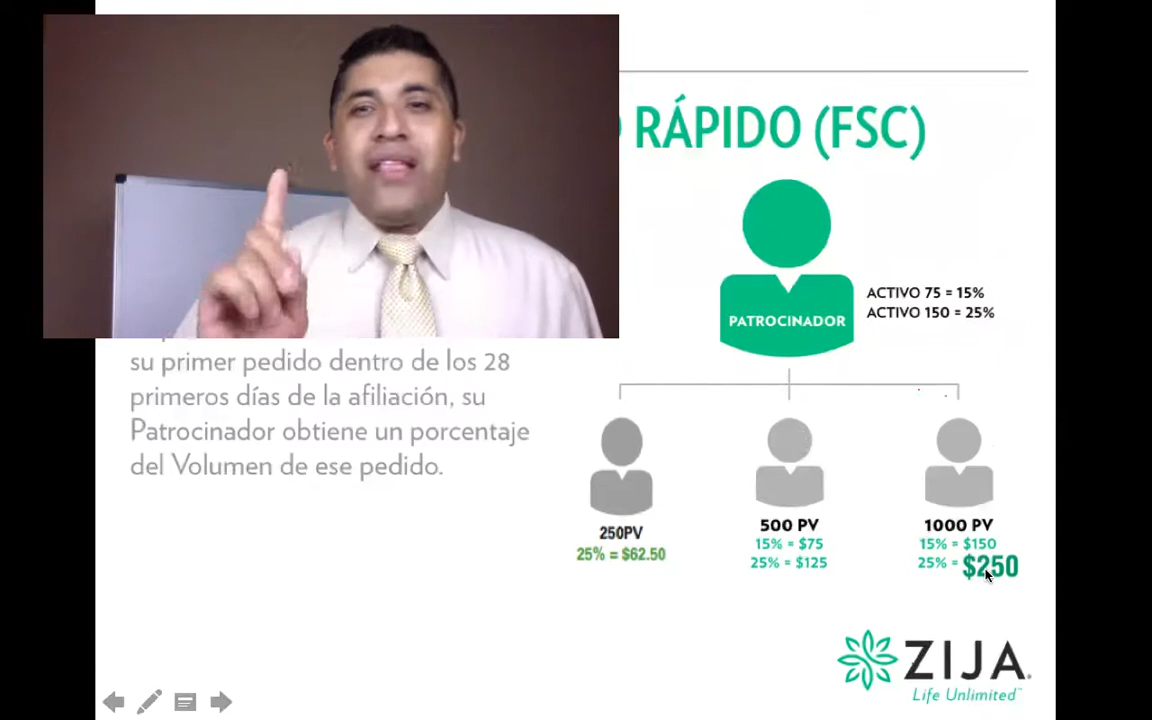 RÁPIDO (FSC)
PATROCINADOR
ACTIVO 75 = 15%
ACTIVO 150 = 25%
su primer pedido dentro de los 28
primeros días de la afiliación, su
Patrocinador obtiene un porcentaje
del Volumen de ese pedido.
250PV
25% = $62.50
500 PV
15% = $75
25% = $125
1000 PV
15% = $150
25% = $250
ZIJA
Life Unlimited™